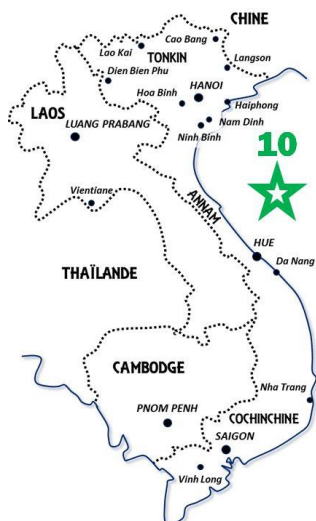 CHINE
Cao Bang
Lao Kai
TONKIN
Langson
Dien Bien Phu
HANOI
Hoa Binh
Haiphong
LAOS
Nam Dinh
LUANG PRABANG
Ninh Binh
10
Vientiane
ANNAM
HUE
THAÏLANDE
Da Nang
CAMBODGE
Nha Trang
PNOM PENH
COCHINCHINE
SAIGON
Vinh Long